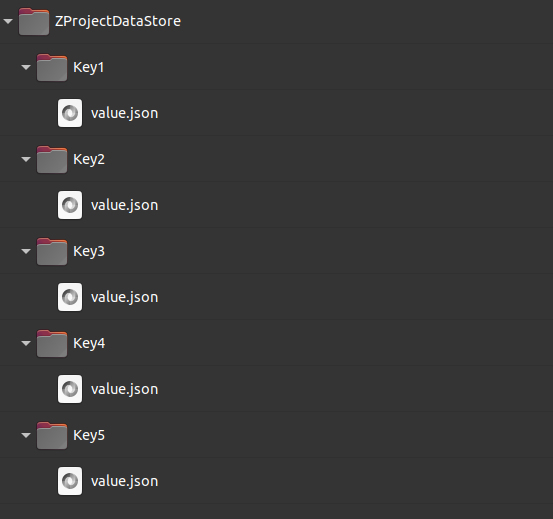 ZProjectDataStore
Key1
value.json
Key2
value.json
Key3
value.json
Key4
value.json
Key5
value.json